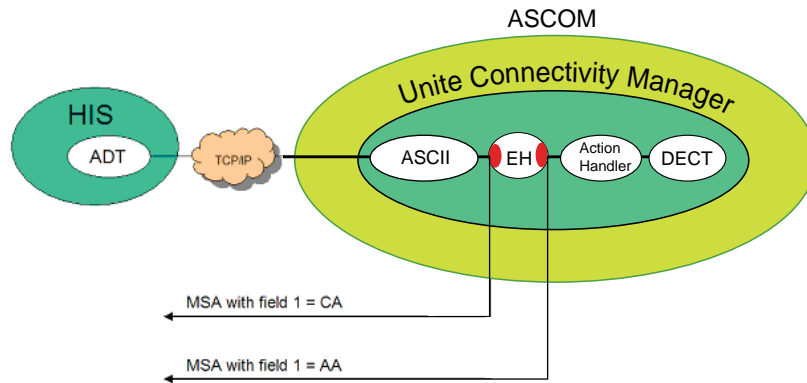 ASCOM
Unite Connectivity Manager
HIS
ADT
TCP/IP
ASCII
EH
Action
Handler
DECT
MSA with field 1 = CA
MSA with field 1 = AA